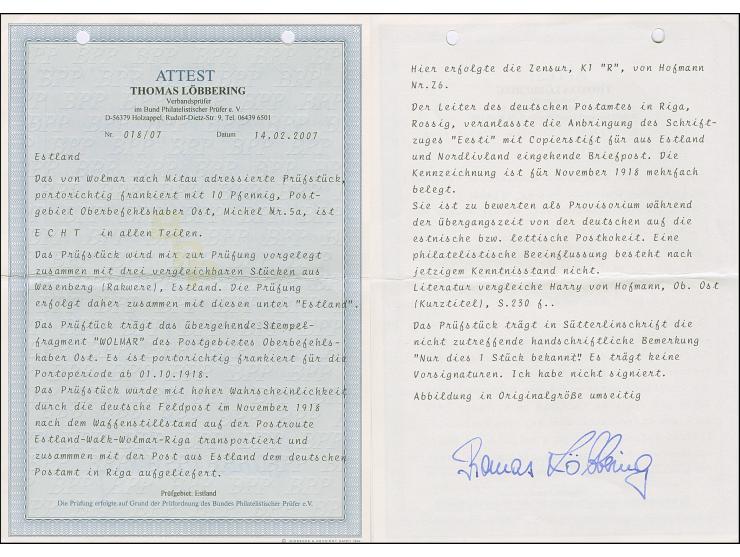 ATTEST
THOMAS LÖBBERING
Verbandsprüfer
im Bund Philatelistischer Prüfer e. V.
D-56379 Holzappel, Rudolf-Dietz-Str. 9, Tel. 06439 6501
Nr. 018/07 Datum 14.02.2007
Estland
Das von Wolmar nach Mitau adressierte Prüfstück,
portorichtig frankiert mit 10 Pfennig, Post-
gebiet Oberbefehlshaber Ost, Michel Nr.5a, ist
E C H T in allen Teilen.
Das Prüfstück wird mir zur Prüfung vorgelegt
zusammen mit drei vergleichbaren Stücken aus
Wesenberg (Rakwere), Estland. Die Prüfung
erfolgt daher zusammen mit diesen unter "Estland".
Das Prüftück trägt das übergehende Stempel-
fragment "WOLMAR" des Postgebietes Oberbefehls-
haber Ost. Es ist portorichtig frankiert für die
Portoperiode ab 01.10.1918.
Das Prüfstück wurde mit hoher Wahrscheinlichkeit
durch die deutsche Feldpost im November 1918
nach dem Waffenstillstand auf der Postroute
Estland-Walk-Wolmar-Riga transportiert und
zusammen mit der Post aus Estland dem deutschen
Postamt in Riga aufgeliefert.
Prüfgebiet: Estland
Die Prüfung erfolgte auf Grund der Prüfordnung des Bundes Philatelistischer Prüfer e.V.
Hier erfolgte die Zensur, K1 "R", von Hofmann
Nr.Z6.
Der Leiter des deutschen Postamtes in Riga,
Rossig, veranlasste die Anbringung des Schrift-
zuges "Eesti" mit Copierstift für aus Estland
und Nordlivland eingehende Briefpost. Die
Kennzeichnung ist für November 1918 mehrfach
belegt.
Sie ist zu bewerten als Provisorium während
der übergangszeit von der deutschen auf die
estnische bzw. lettische Posthoheit. Eine
philatelistische Beeinflussung besteht nach
jetzigem Kenntnisstand nicht.
Literatur vergleiche Harry von Hofmann, Ob. Ost
(Kurztitel), S.230 f..
Das Prüfstück trägt in Sütterlinschrift die
nicht zutreffende handschriftliche Bemerkung
"Nur dies 1 Stück bekannt". Es trägt keine
Vorsignaturen. Ich habe nicht signiert.
Abbildung in Originalgröße umseitig
Thomas Löbbering